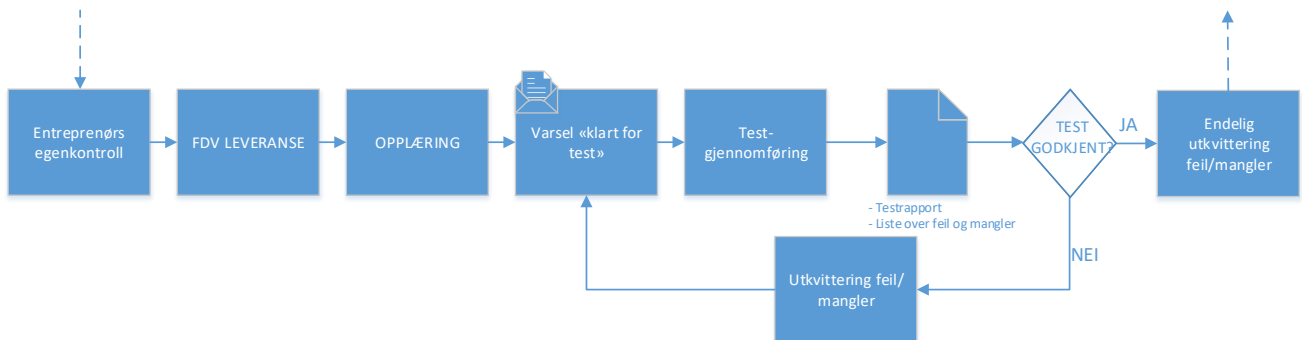 Entreprenørs
egenkontroll
FDV LEVERANSE
OPPLÆRING
Varsel «klart for
test»
Test-
gjennomføring
- Testrapport
- Liste over feil og mangler
TEST
GODKJENT?
JA
Endelig
utkvittering
feil/mangler
NEI
Utkvittering feil/
mangler